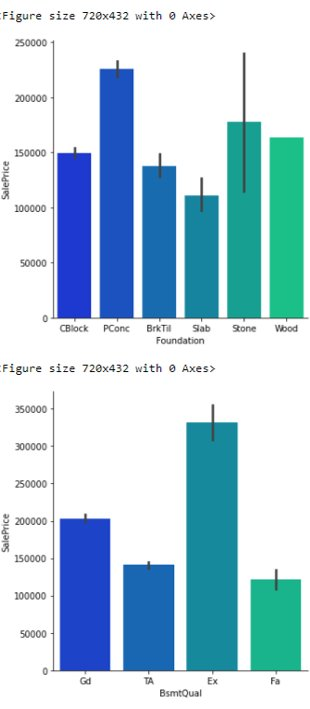 <Figure size 720x432 with 0 Axes>
250000
200000
150000
100000
50000
0
SalePrice
CBlock PConc BrkTil Slab Stone Wood
Foundation
<Figure size 720x432 with 0 Axes>
350000
300000
250000
200000
150000
100000
50000
0
SalePrice
Gd TA Ex Fa
BsmtQual